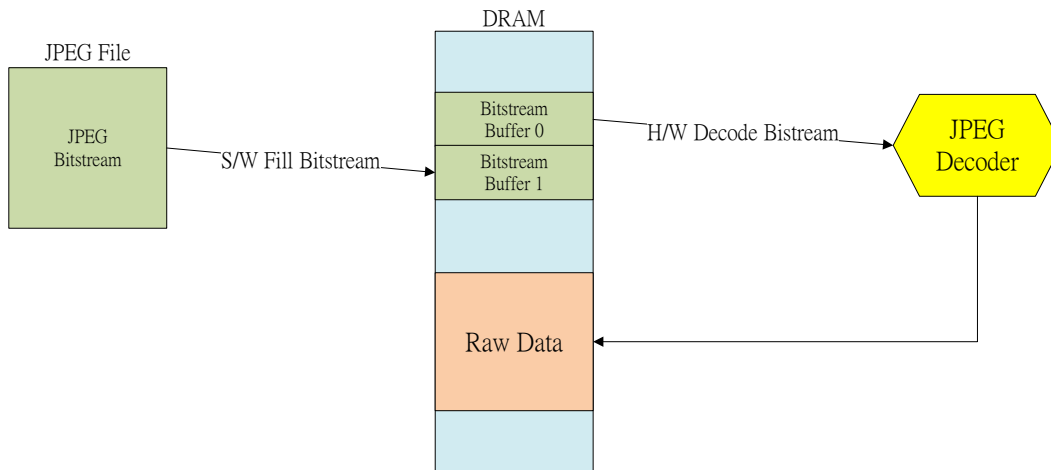 DRAM
JPEG File
JPEG
Bitstream
S/W Fill Bitstream
Bitstream
Buffer 0
Bitstream
Buffer 1
H/W Decode Bistream
JPEG
Decoder
Raw Data